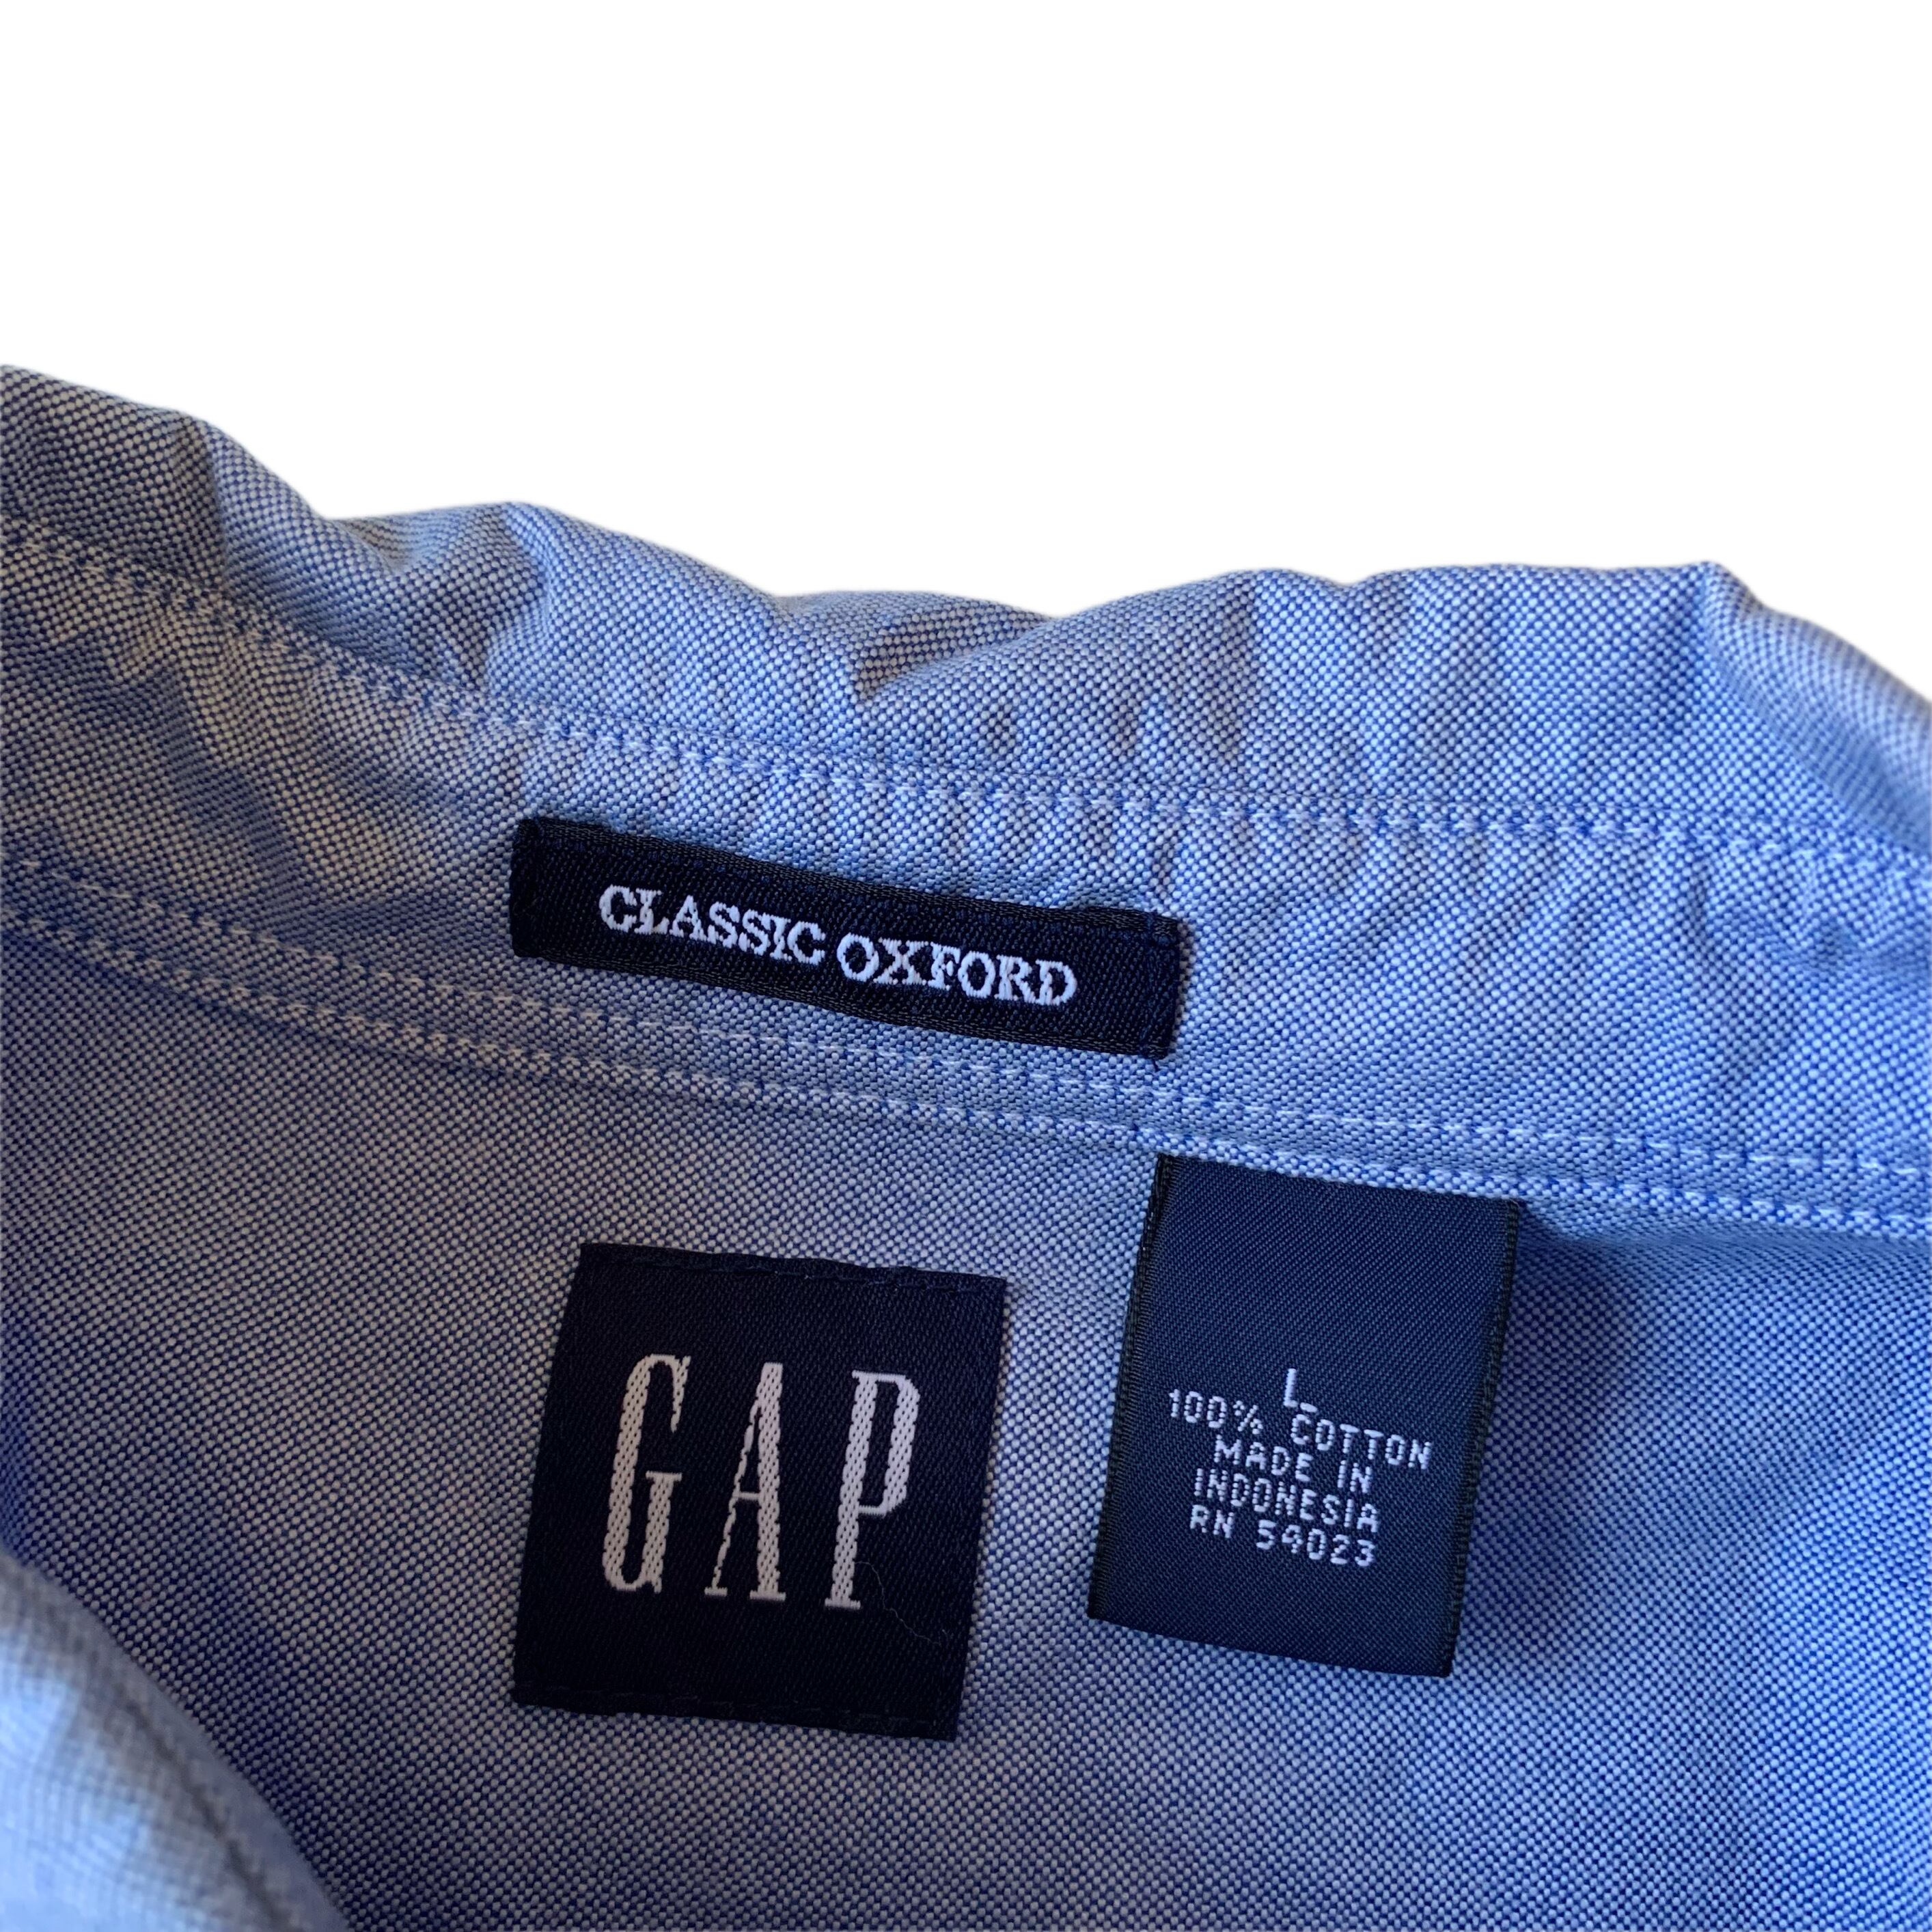 CLASSIC OXFORD
GAP
L
100% COTTON
MADE IN
INDONESIA
RN 54023